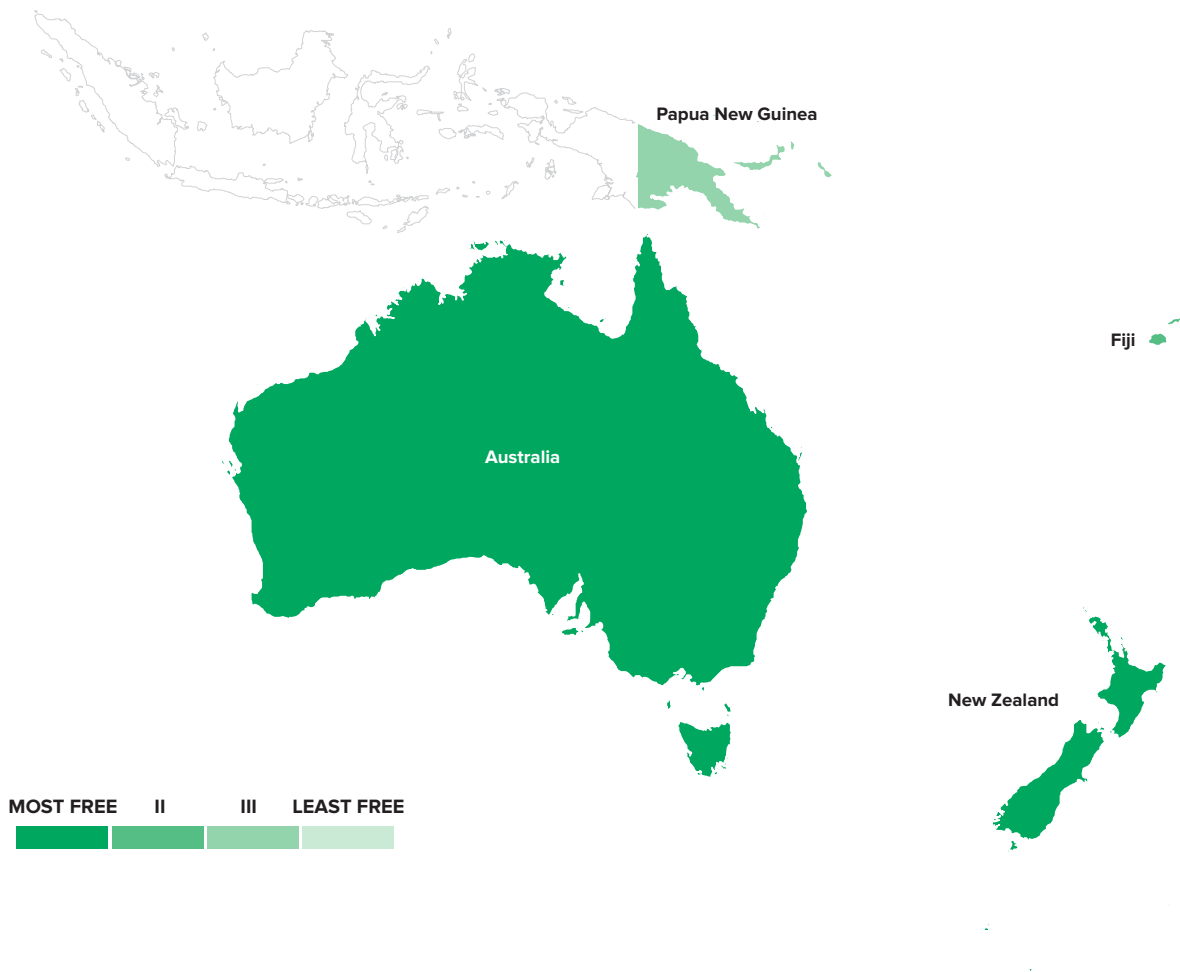 Papua New Guinea
Fiji
Australia
New Zealand
MOST FREE II III LEAST FREE